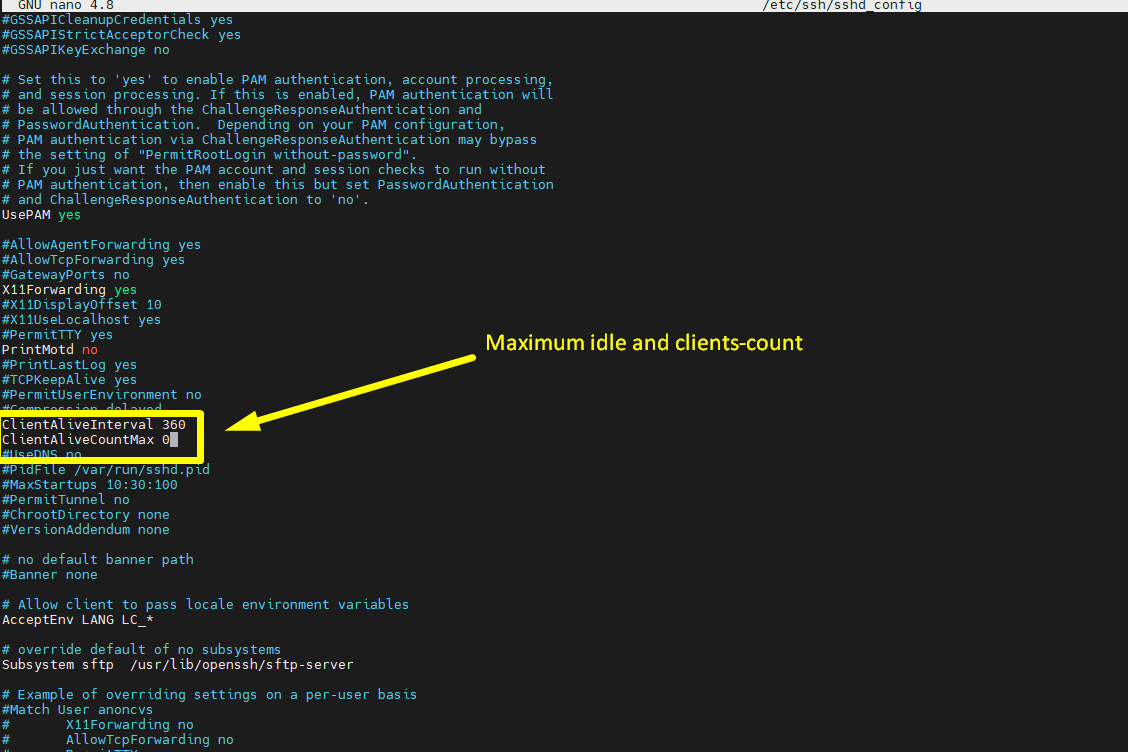 GNU nano 4.8 /etc/ssh/sshd_config
#GSSAPICleanupCredentials yes
#GSSAPIStrictAcceptorCheck yes
#GSSAPIKeyExchange no
# Set this to 'yes' to enable PAM authentication, account processing,
# and session processing. If this is enabled, PAM authentication will
# be allowed through the ChallengeResponseAuthentication and
# PasswordAuthentication.  Depending on your PAM configuration,
# PAM authentication via ChallengeResponseAuthentication may bypass
# the setting of "PermitRootLogin without-password".
# If you just want the PAM account and session checks to run without
# PAM authentication, then enable this but set PasswordAuthentication
# and ChallengeResponseAuthentication to 'no'.
UsePAM yes
#AllowAgentForwarding yes
#AllowTcpForwarding yes
#GatewayPorts no
X11Forwarding yes
#X11DisplayOffset 10
#X11UseLocalhost yes
#PermitTTY yes
Maximum idle and clients-count
PrintMotd no
#PrintLastLog yes
#TCPKeepAlive yes
#PermitUserEnvironment no
#Compression delayed
ClientAliveInterval 360
ClientAliveCountMax 0
#UseDNS no
#PidFile /var/run/sshd.pid
#MaxStartups 10:30:100
#PermitTunnel no
#ChrootDirectory none
#VersionAddendum none
# no default banner path
#Banner none
# Allow client to pass locale environment variables
AcceptEnv LANG LC_*
# override default of no subsystems
Subsystem sftp  /usr/lib/openssh/sftp-server
# Example of overriding settings on a per-user basis
#Match User anoncvs
#       X11Forwarding no
#       AllowTcpForwarding no
#       PermitTTY